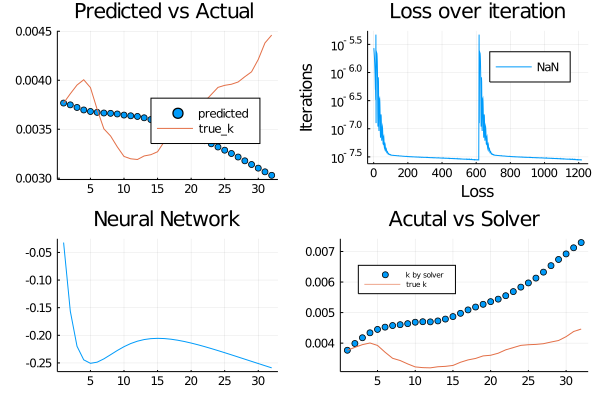 Predicted vs Actual
0.0045
0.0040
0.0035
0.0030
5 10 15 20 25 30
predicted
true_k
Loss over iteration
10^-5.5
10^-6.0
10^-6.5
10^-7.0
10^-7.5
0 200 400 600 800 1000 1200
Iterations
Loss
NaN
Neural Network
-0.05
-0.10
-0.15
-0.20
-0.25
5 10 15 20 25 30
Acutal vs Solver
0.007
0.006
0.005
0.004
5 10 15 20 25 30
k by solver
true k